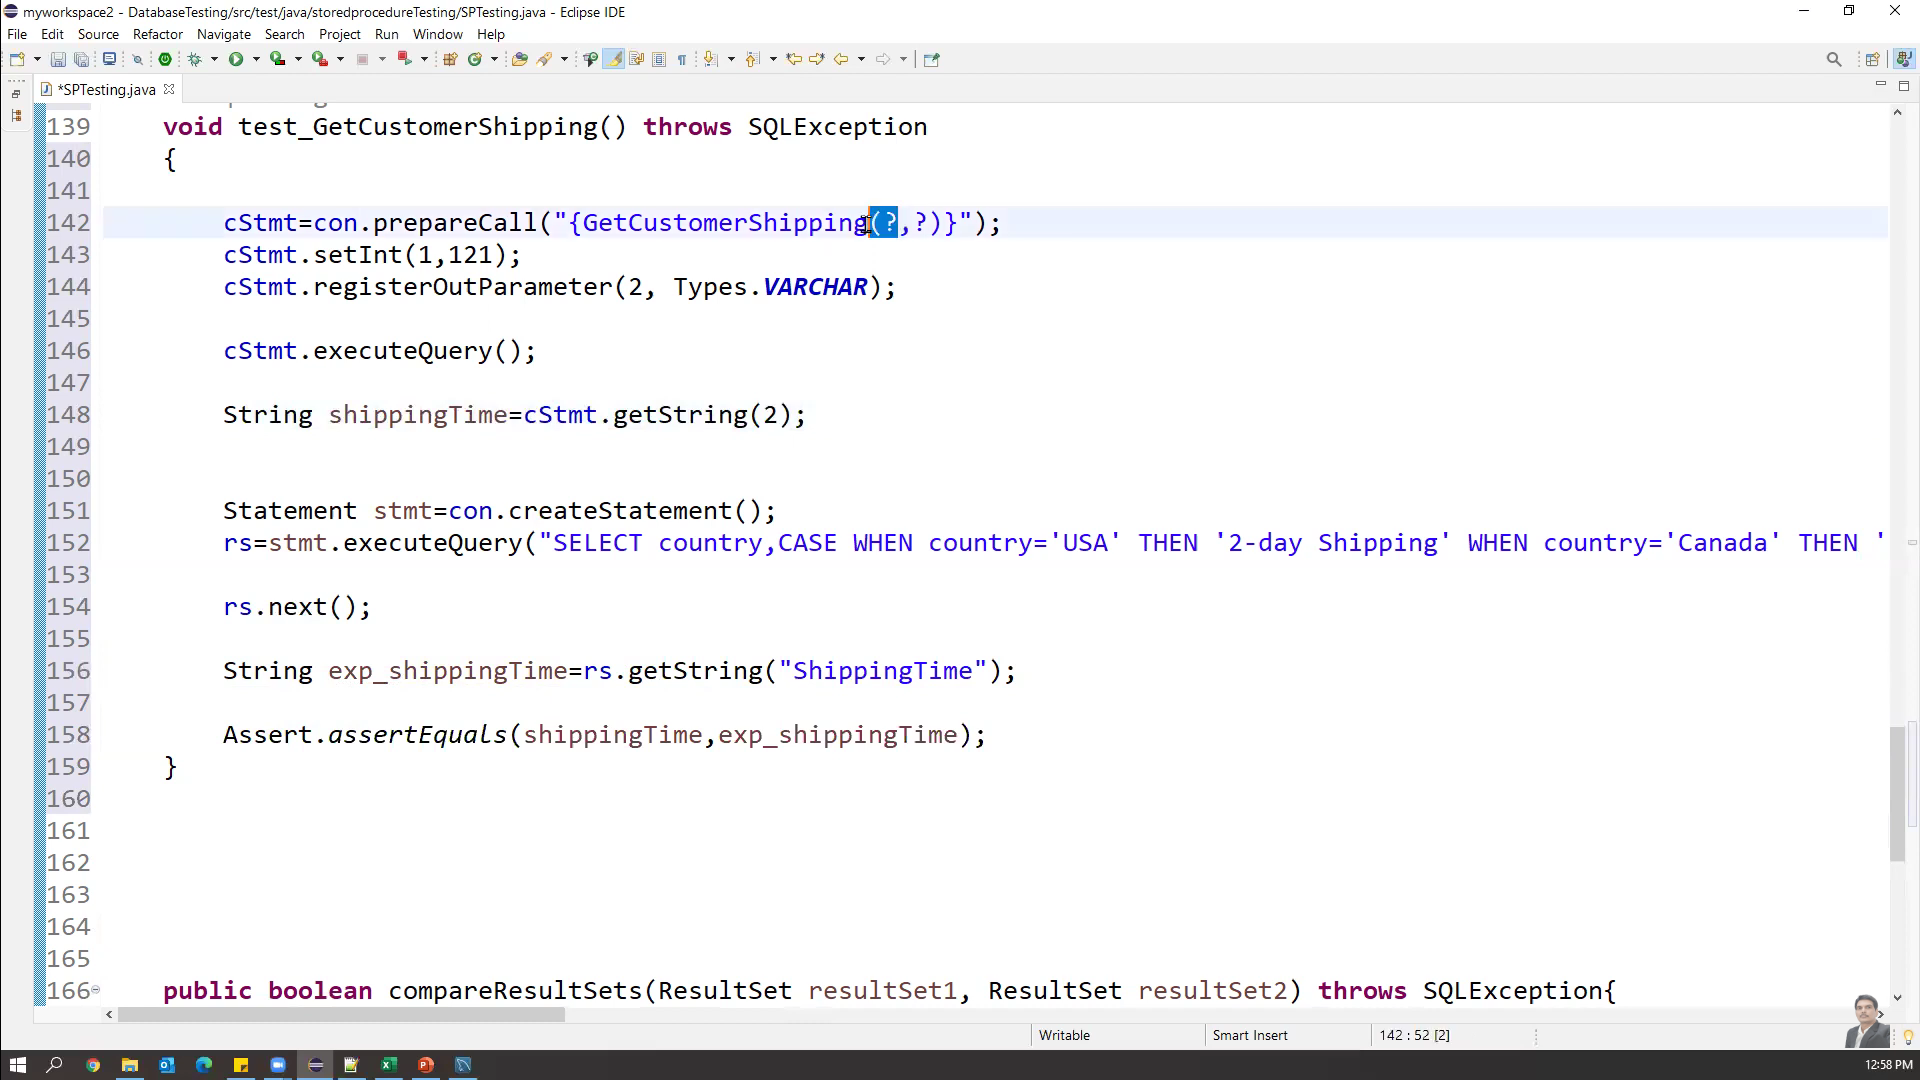 myworkspace2 - DatabaseTesting/src/test/java/storedprocedureTesting/SPTesting.java - Eclipse IDE
File Edit Source Refactor Navigate Search Project Run Window Help
*SPTesting.java
139 void test_GetCustomerShipping() throws SQLException
140 {
141
142 cStmt=con.prepareCall("{GetCustomerShipping(?,?)}");
143 cStmt.setInt(1,121);
144 cStmt.registerOutParameter(2, Types.VARCHAR);
145
146 cStmt.executeQuery();
147
148 String shippingTime=cStmt.getString(2);
149
150
151 Statement stmt=con.createStatement();
152 rs=stmt.executeQuery("SELECT country,CASE WHEN country='USA' THEN '2-day Shipping' WHEN country='Canada' THEN '
153
154 rs.next();
155
156 String exp_shippingTime=rs.getString("ShippingTime");
157
158 Assert.assertEquals(shippingTime,exp_shippingTime);
159 }
160
161
162
163
164
165
166 public boolean compareResultSets(ResultSet resultSet1, ResultSet resultSet2) throws SQLException{
Writable Smart Insert 142 : 52 [2]
12:58 PM